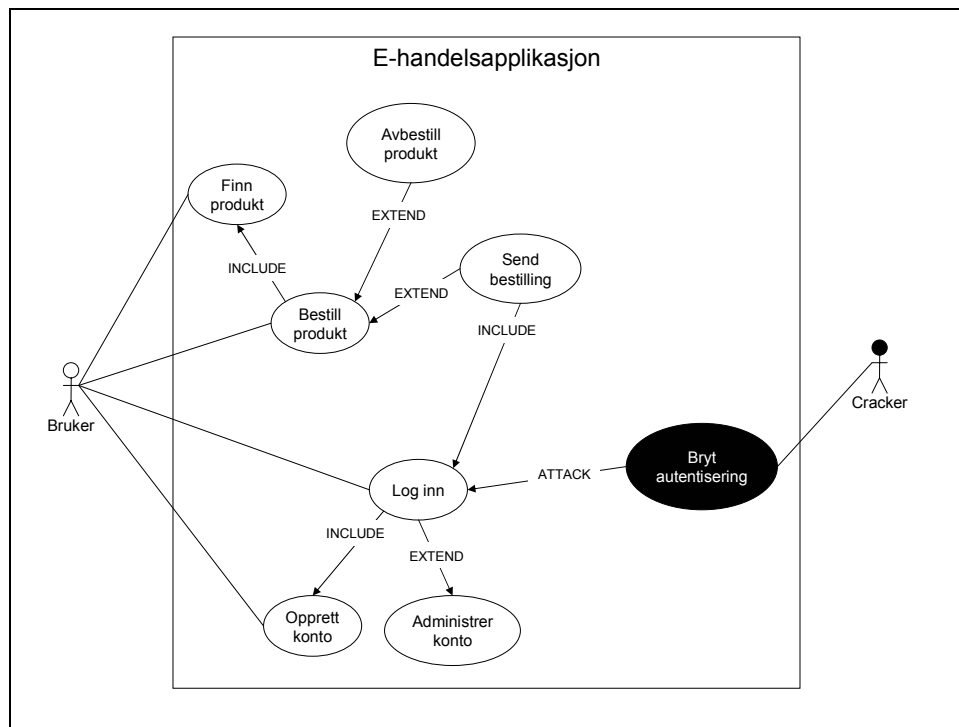 E-handelsapplikasjon
Avbestill
produkt
Finn
produkt
EXTEND
Send
bestilling
INCLUDE
EXTEND
Bestill
produkt
INCLUDE
Bruker
Cracker
Bryt
autentisering
ATTACK
Log inn
INCLUDE
EXTEND
Opprett
konto
Administrer
konto